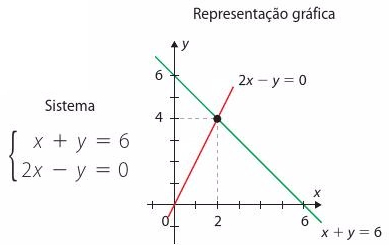 Representação gráfica
Sistema
x + y = 6
2x − y = 0
y
6
2x − y = 0
4
x
0
2
6
x + y = 6